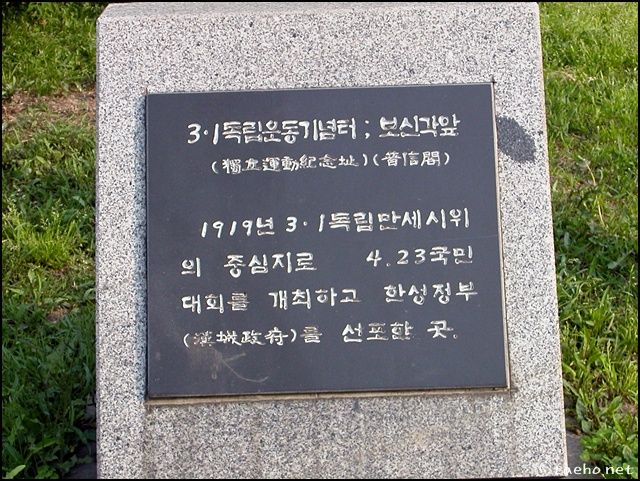 3·1독립운동기념터; 보신각앞
(獨立運動紀念址)(普信閣)
1919년 3·1독립만세시위
의 중심지로 4.23국민
대회를 개최하고 한성정부
(漢城政府)를 선포한 곳.